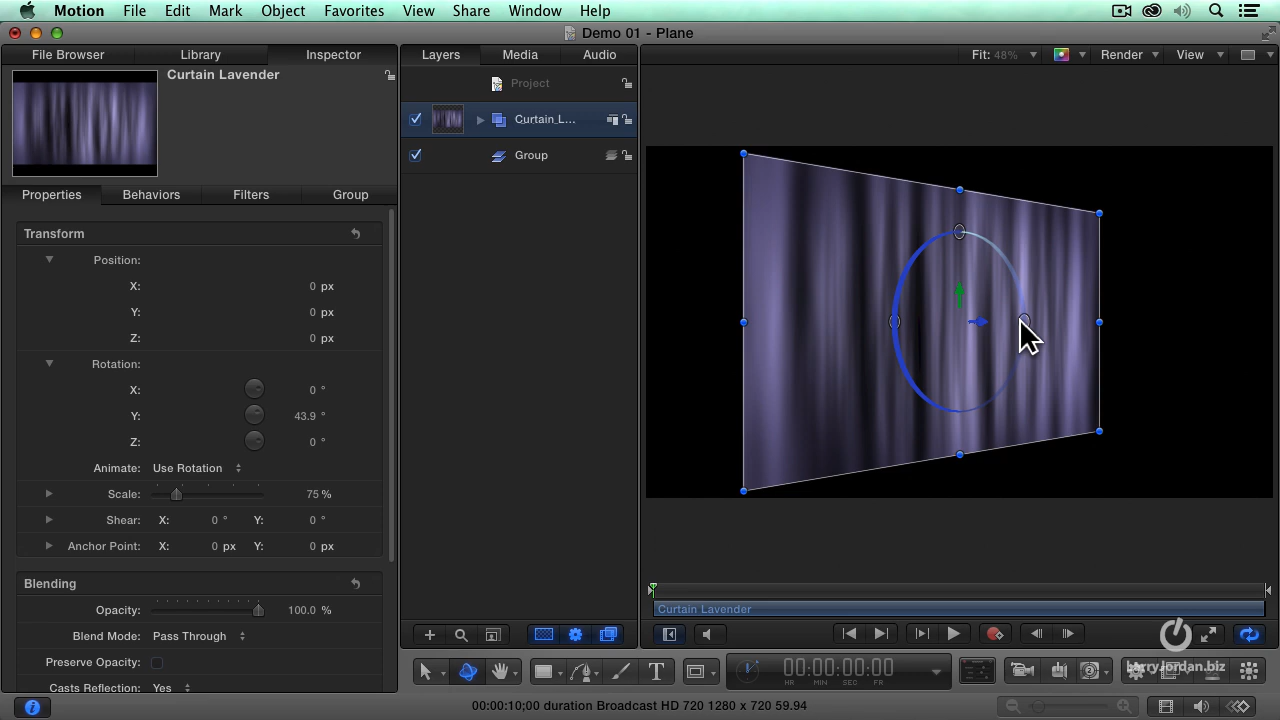 Motion File Edit Mark Object Favorites View Share Window Help
Demo 01 - Plane
File Browser Library Inspector Layers Media Audio Fit: 48% Render View
Curtain Lavender
Project
Curtain_L...
Group
Properties Behaviors Filters Group
Transform
Position:
X: 0 px
Y: 0 px
Z: 0 px
Rotation:
X: 0 °
Y: 43.9 °
Z: 0 °
Animate: Use Rotation
Scale: 75 %
Shear: X: 0 ° Y: 0 °
Anchor Point: X: 0 px Y: 0 px
Blending
Opacity: 100.0 %
Blend Mode: Pass Through
Preserve Opacity:
Casts Reflection: Yes
Curtain Lavender
T 00:00:00:00
HR MIN SEC FR
larryjordan.biz
00:00:10;00 duration Broadcast HD 720 1280 x 720 59.94